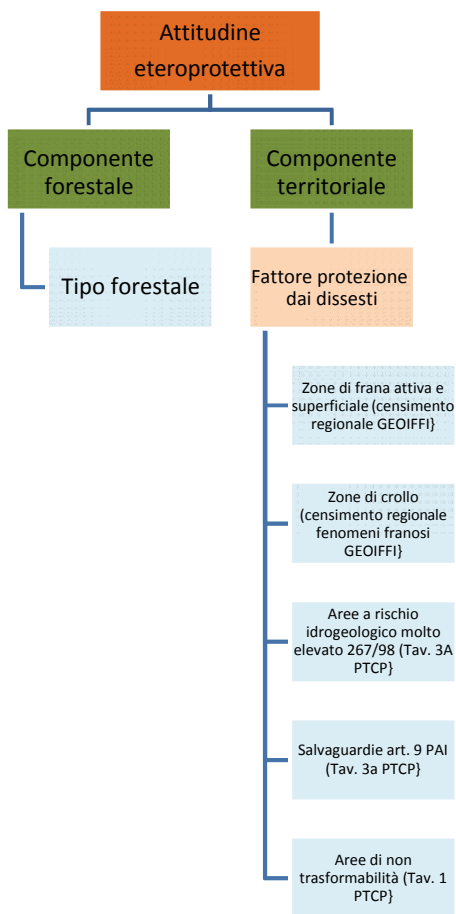 Attitudine
eteroprotettiva
Componente
forestale
Componente
territoriale
Tipo forestale
Fattore protezione
dai dissesti
Zone di frana attiva e
superficiale (censimento
regionale GEOIFFI}
Zone di crollo
(censimento regionale
fenomeni franosi
GEOIFFI}
Aree a rischio
idrogeologico molto
elevato 267/98 (Tav. 3A
PTCP}
Salvaguardie art. 9 PAI
(Tav. 3a PTCP}
Aree di non
trasformabilità (Tav. 1
PTCP}